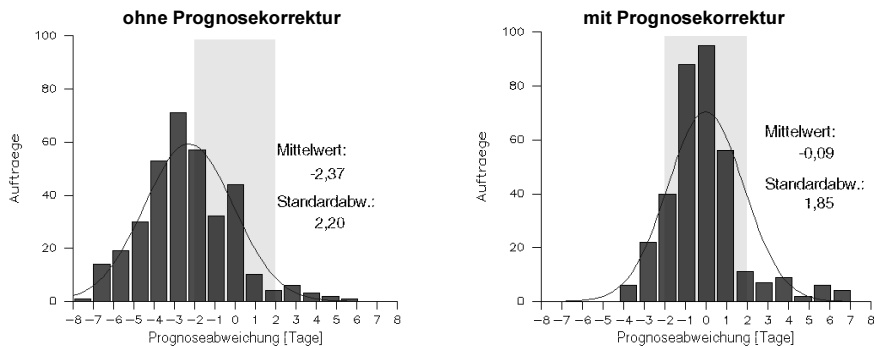 ohne Prognosekorrektur
100
80
60
40
20
0
Auftraege
Mittelwert:
-2,37
Standardabw.:
2,20
-8 -7 -6 -5 -4 -3 -2 -1 0 1 2 3 4 5 6 7 8
Prognoseabweichung [Tage]
mit Prognosekorrektur
100
80
60
40
20
0
Auftraege
Mittelwert:
-0,09
Standardabw.:
1,85
-8 -7 -6 -5 -4 -3 -2 -1 0 1 2 3 4 5 6 7 8
Prognoseabweichung [Tage]